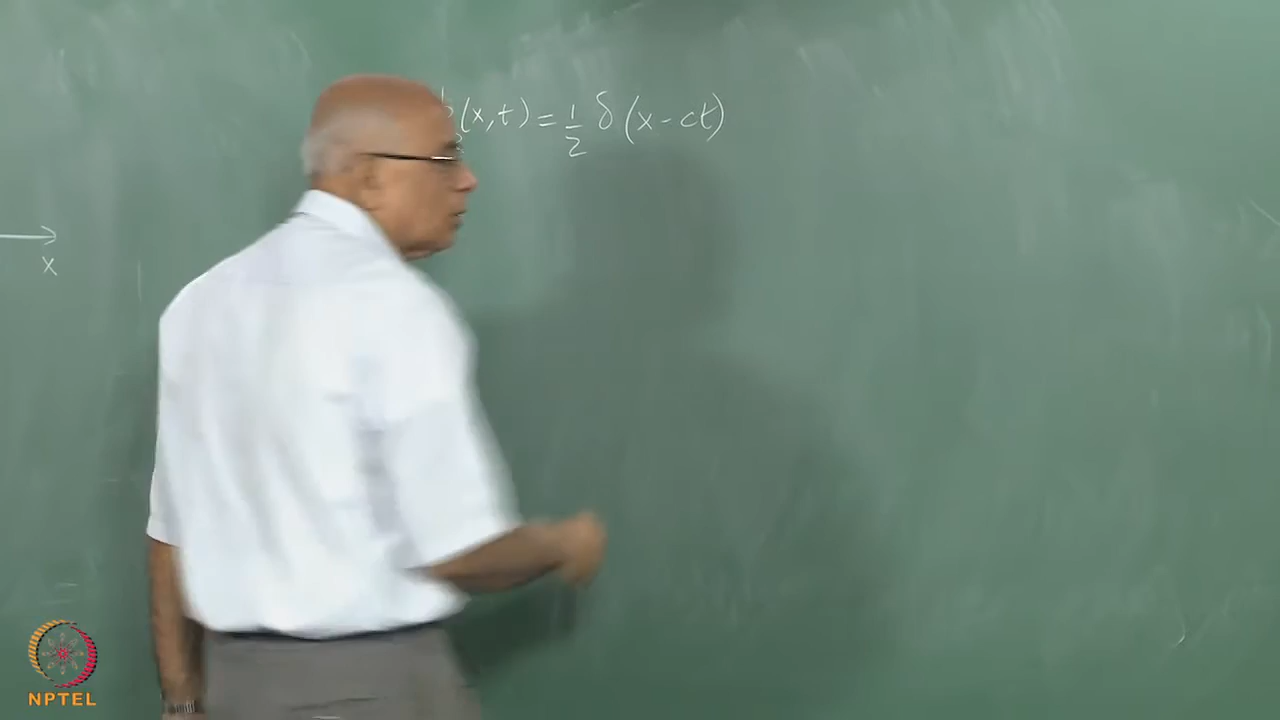 (x,t) = 1/2 δ(x-ct)
x
NPTEL